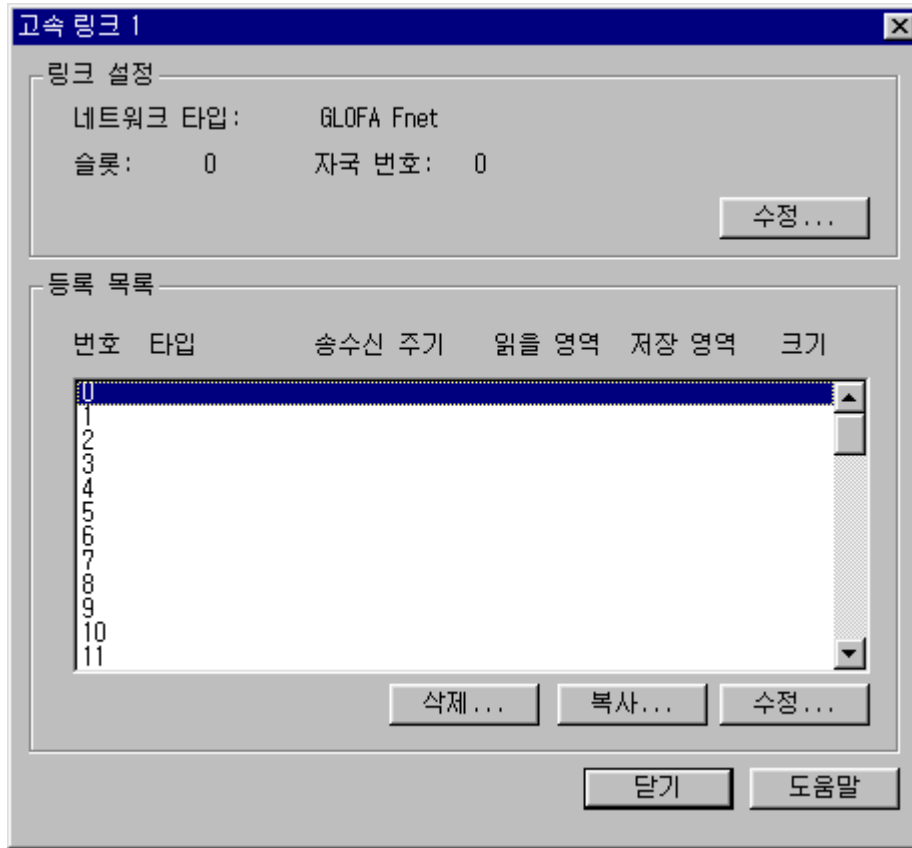 고속 링크 1
링크 설정
네트워크 타입: GLOFA Fnet
슬롯: 0 자국 번호: 0
수정...
등록 목록
번호 타입 송수신 주기 읽을 영역 저장 영역 크기
0
1
2
3
4
5
6
7
8
9
10
11
삭제... 복사... 수정...
닫기 도움말